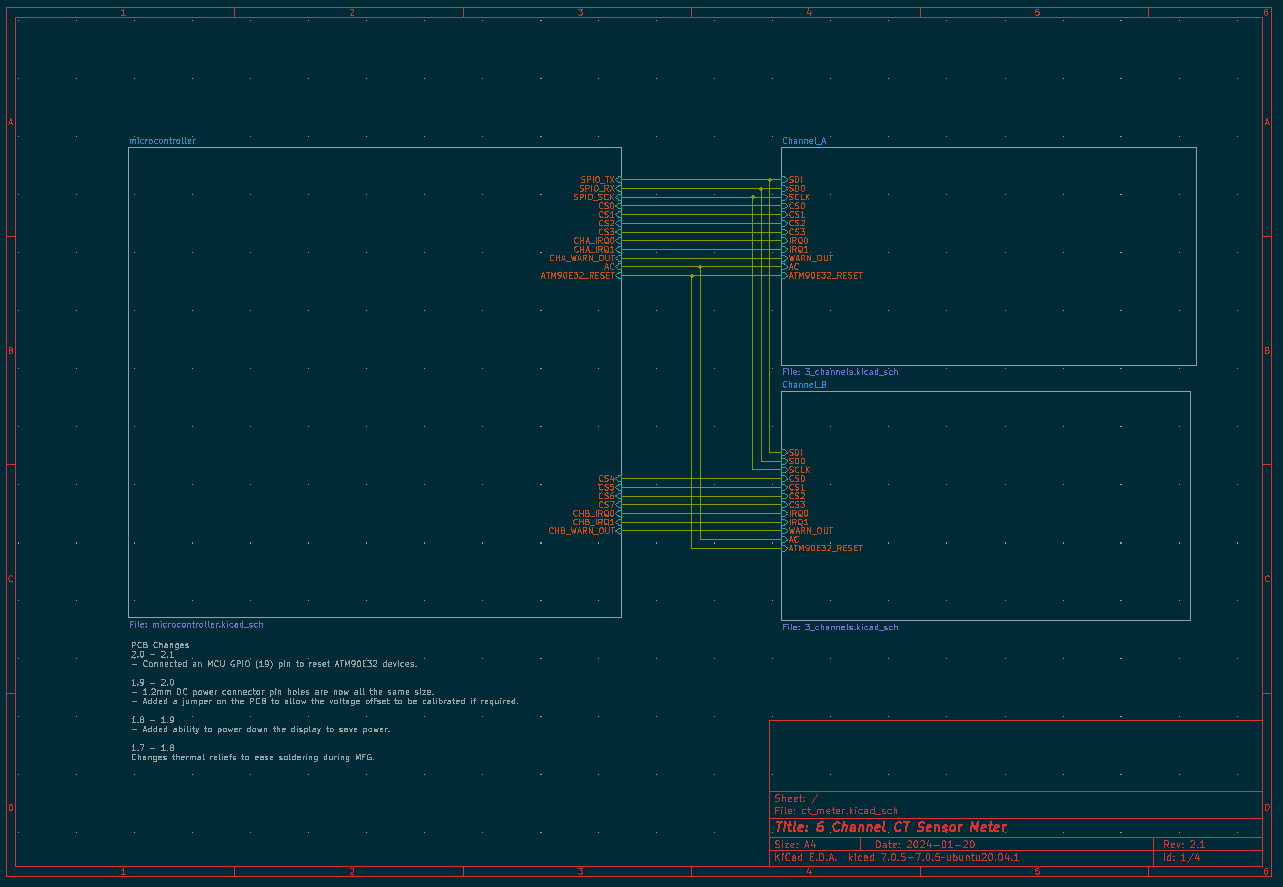 1 2 3 4 5 6
A A
microcontroller
Channel_A
SPI0_TX SDI
SPI0_RX SDO
SPI0_SCK SCLK
CS0 CS0
CS1 CS1
CS2 CS2
CS3 CS3
CHA_IRQ0 IRQ0
CHA_IRQ1 IRQ1
CHA_WARN_OUT WARN_OUT
AC AC
ATM90E32_RESET ATM90E32_RESET
B B
File: 3_channels.kicad_sch
Channel_B
SDI
SDO
SCLK
CS4 CS0
CS5 CS1
CS6 CS2
CS7 CS3
CHB_IRQ0 IRQ0
CHB_IRQ1 IRQ1
CHB_WARN_OUT WARN_OUT
AC
ATM90E32_RESET
C C
File: microcontroller.kicad_sch
File: 3_channels.kicad_sch
PCB Changes
2.0 - 2.1
- Connected an MCU GPIO (19) pin to reset ATM90E32 devices.
1.9 - 2.0
- 1.2mm DC power connector pin holes are now all the same size.
- Added a jumper on the PCB to allow the voltage offset to be calibrated if required.
1.8 - 1.9
- Added ability to power down the display to save power.
1.7 - 1.8
Changes thermal reliefs to ease soldering during MFG.
D D
Sheet: /
File: ct_meter.kicad_sch
Title: 6 Channel CT Sensor Meter
Size: A4 Date: 2024-01-20 Rev: 2.1
KiCad E.D.A. kicad 7.0.5-7.0.5~ubuntu20.04.1 Id: 1/4
1 2 3 4 5 6